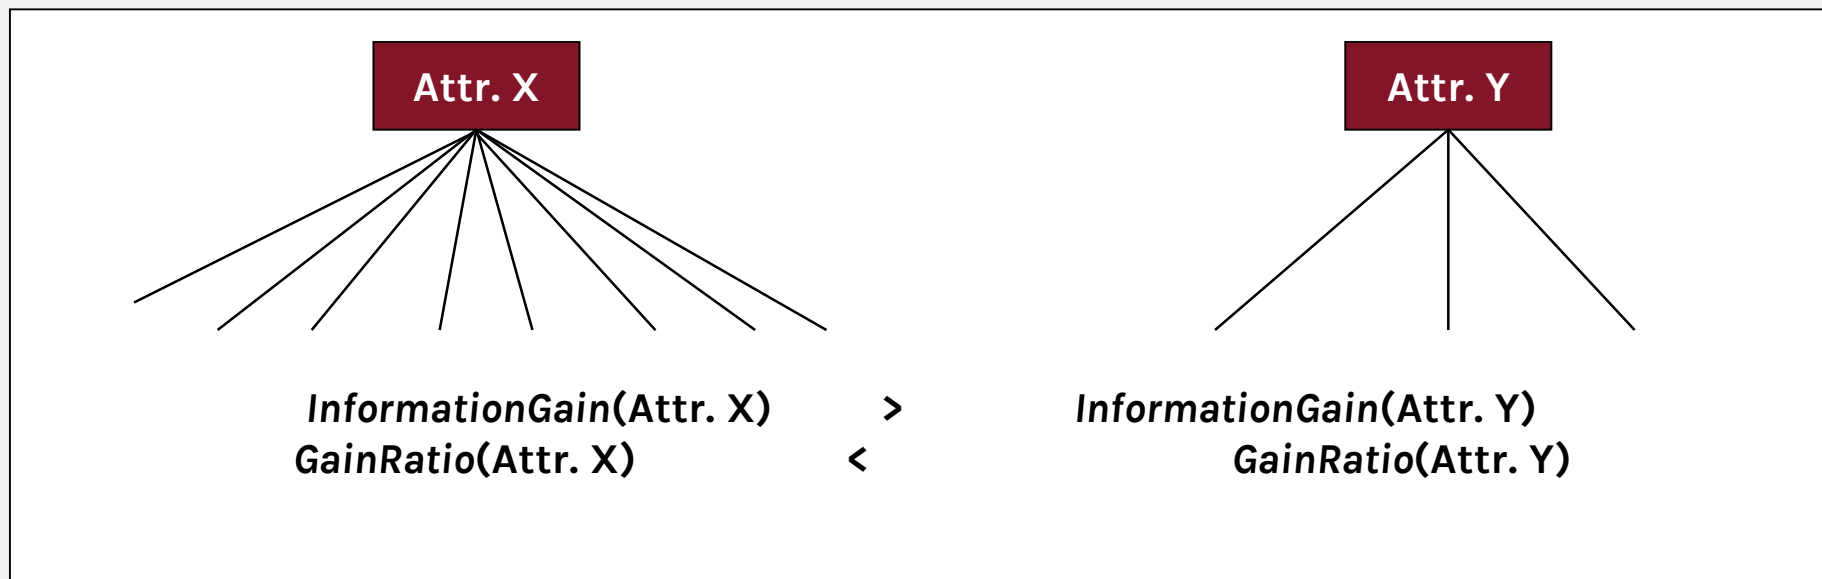 Attr. X
Attr. Y
InformationGain(Attr. X) > InformationGain(Attr. Y)
GainRatio(Attr. X) < GainRatio(Attr. Y)